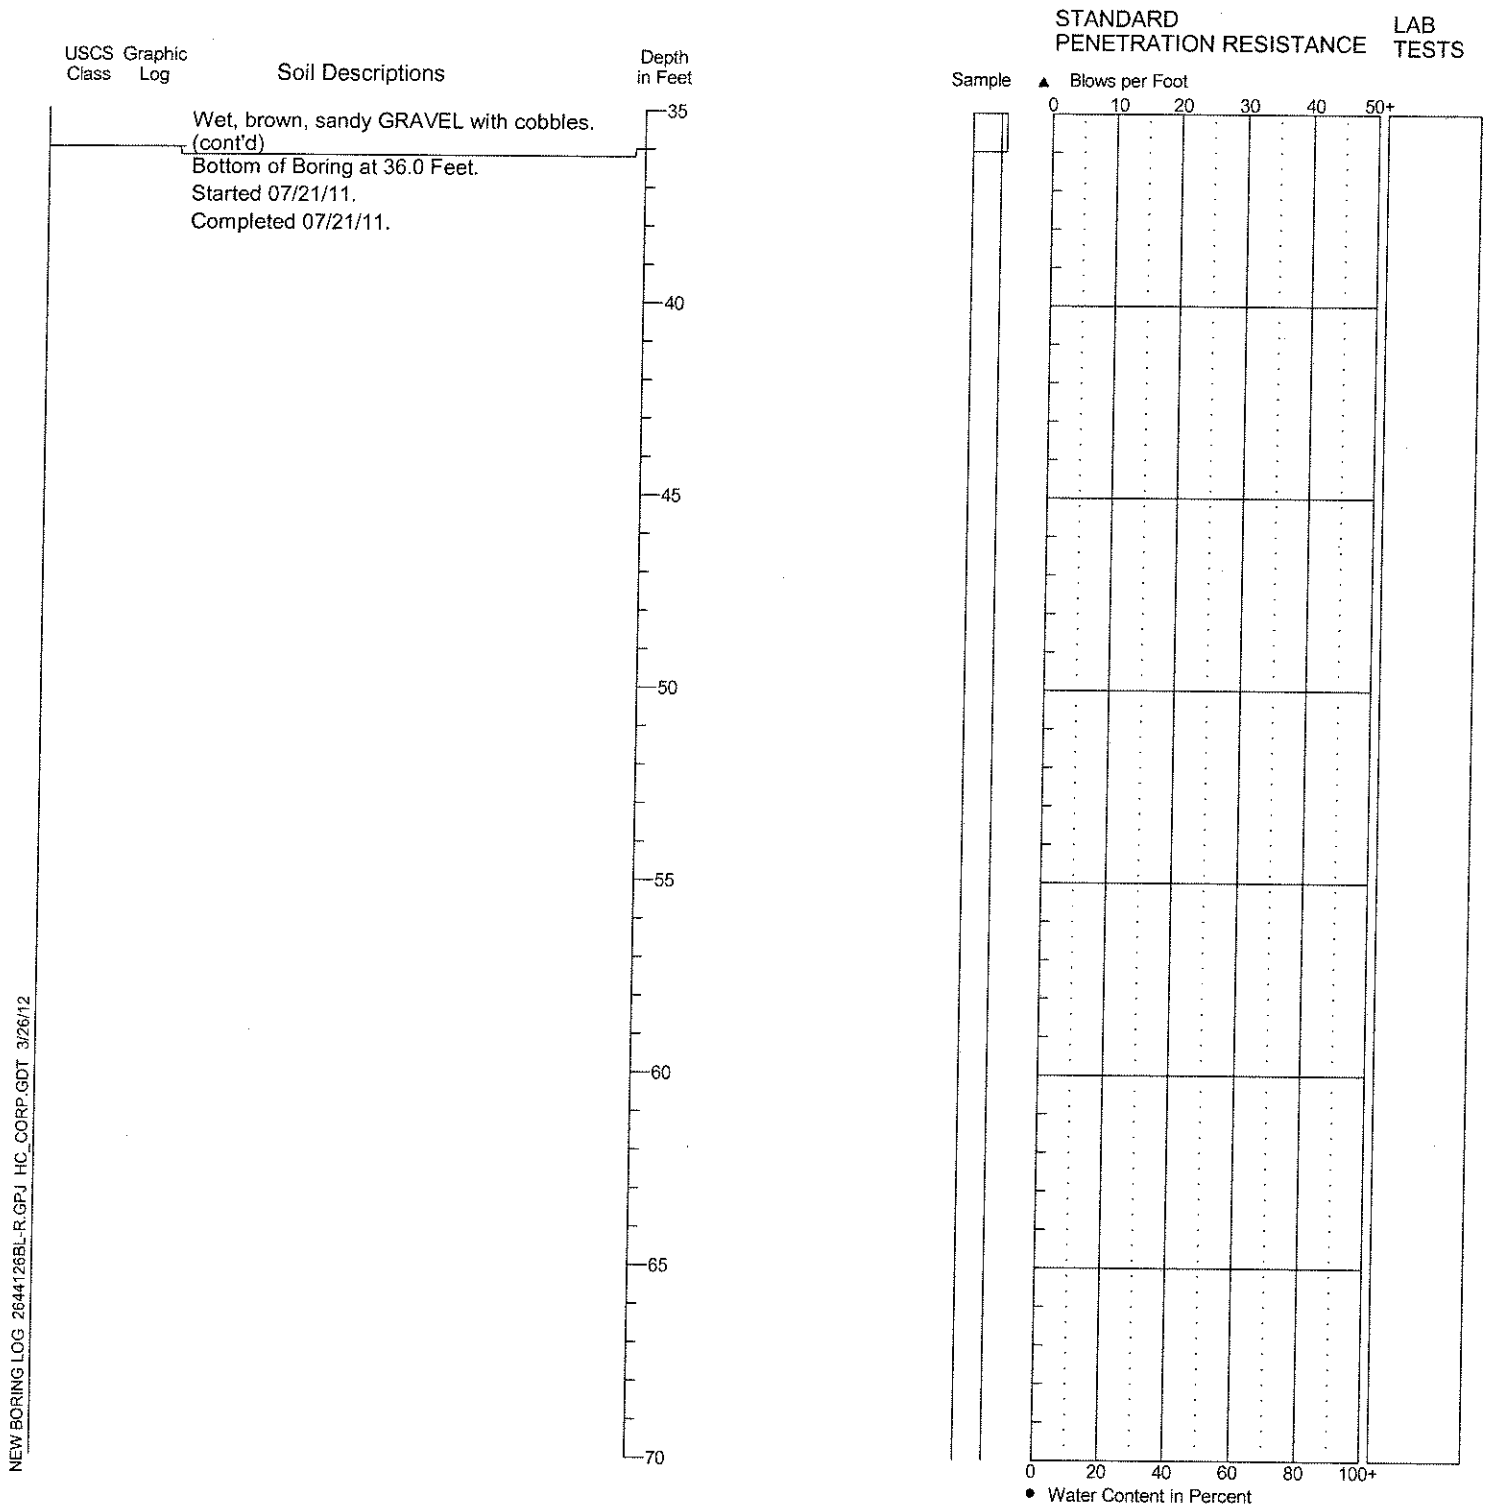 STANDARD
PENETRATION RESISTANCE
LAB
TESTS
USCS Graphic
Class Log
Soil Descriptions
Depth
in Feet
Sample
▲ Blows per Foot
0 10 20 30 40 50+
Wet, brown, sandy GRAVEL with cobbles.
(cont'd)
Bottom of Boring at 36.0 Feet.
Started 07/21/11.
Completed 07/21/11.
35
40
45
50
55
60
65
70
0 20 40 60 80 100+
● Water Content in Percent
NEW BORING LOG 2644126BL-R.GPJ HC_CORP.GDT 3/26/12